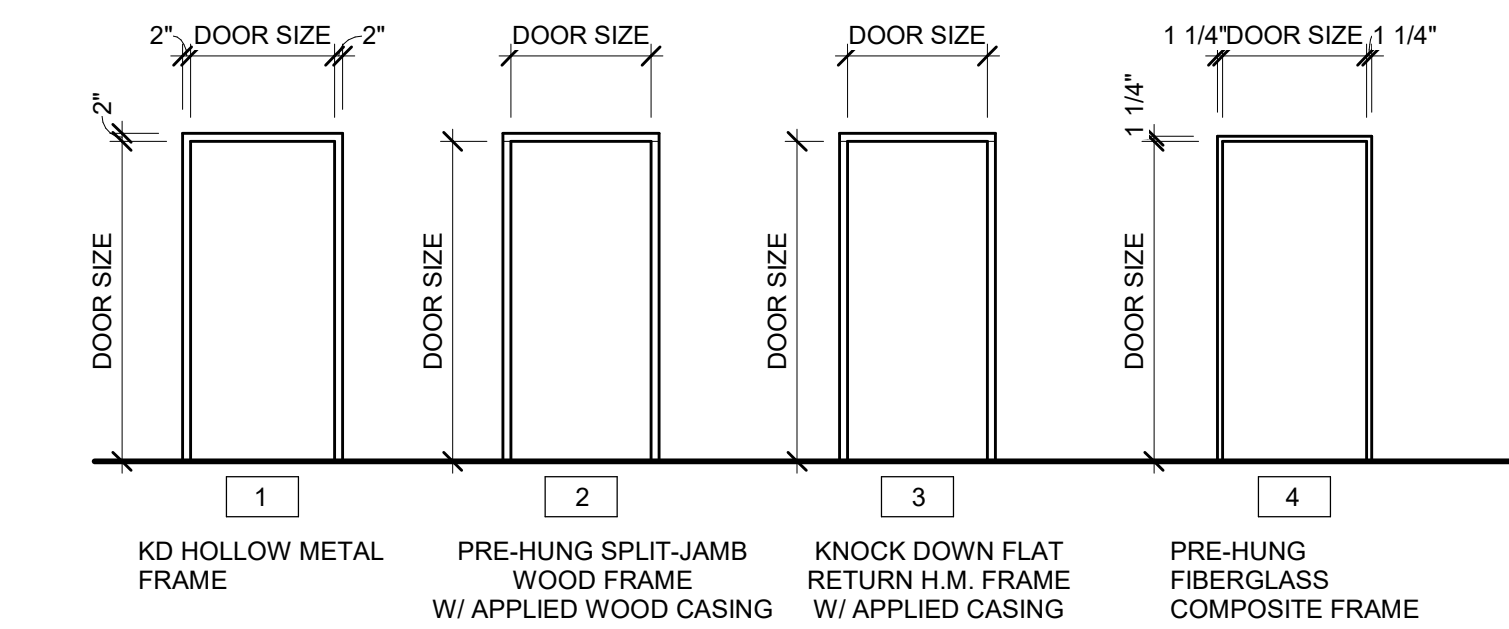 2" DOOR SIZE 2"
DOOR SIZE
DOOR SIZE
1 1/4" DOOR SIZE 1 1/4"
2"
1 1/4"
DOOR SIZE
DOOR SIZE
DOOR SIZE
DOOR SIZE
1
2
3
4
KD HOLLOW METAL
FRAME
PRE-HUNG SPLIT-JAMB
WOOD FRAME
W/ APPLIED WOOD CASING
KNOCK DOWN FLAT
RETURN H.M. FRAME
W/ APPLIED CASING
PRE-HUNG
FIBERGLASS
COMPOSITE FRAME